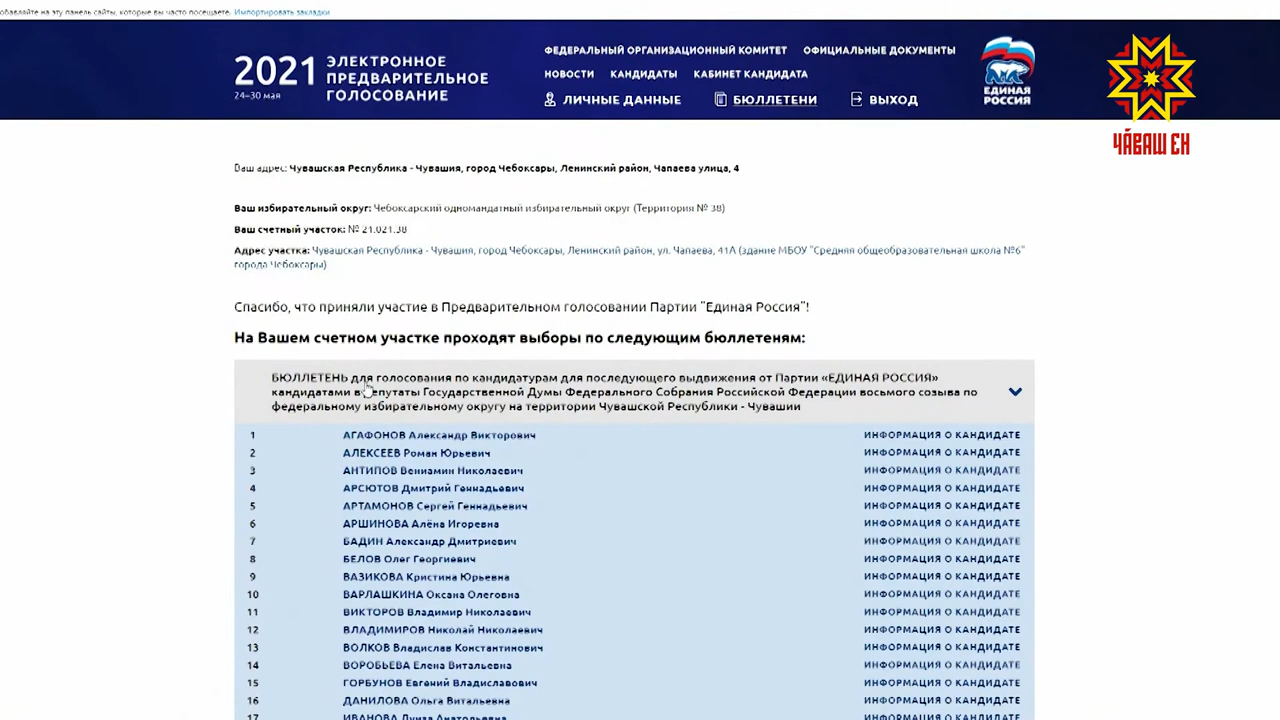 обавляйте на эту панель сайты, которые вы часто посещаете. Импортировать закладки
2021
24–30 мая
ЭЛЕКТРОННОЕ
ПРЕДВАРИТЕЛЬНОЕ
ГОЛОСОВАНИЕ
ФЕДЕРАЛЬНЫЙ ОРГАНИЗАЦИОННЫЙ КОМИТЕТ ОФИЦИАЛЬНЫЕ ДОКУМЕНТЫ
НОВОСТИ КАНДИДАТЫ КАБИНЕТ КАНДИДАТА
ЛИЧНЫЕ ДАННЫЕ БЮЛЛЕТЕНИ ВЫХОД
ЕДИНАЯ
РОССИЯ
ЧӐВАШ ЕН
Ваш адрес: Чувашская Республика - Чувашия, город Чебоксары, Ленинский район, Чапаева улица, 4
Ваш избирательный округ: Чебоксарский одномандатный избирательный округ (Территория № 38)
Ваш счетный участок: № 21.021.38
Адрес участка: Чувашская Республика - Чувашия, город Чебоксары, Ленинский район, ул. Чапаева, 41А (здание МБОУ "Средняя общеобразовательная школа №6"
города Чебоксары)
Спасибо, что приняли участие в Предварительном голосовании Партии "Единая Россия"!
На Вашем счетном участке проходят выборы по следующим бюллетеням:
БЮЛЛЕТЕНЬ для голосования по кандидатурам для последующего выдвижения от Партии «ЕДИНАЯ РОССИЯ»
кандидатами в депутаты Государственной Думы Федерального Собрания Российской Федерации восьмого созыва по
федеральному избирательному округу на территории Чувашской Республики - Чувашии
1 АГАФОНОВ Александр Викторович ИНФОРМАЦИЯ О КАНДИДАТЕ
2 АЛЕКСЕЕВ Роман Юрьевич ИНФОРМАЦИЯ О КАНДИДАТЕ
3 АНТИПОВ Вениамин Николаевич ИНФОРМАЦИЯ О КАНДИДАТЕ
4 АРСЮТОВ Дмитрий Геннадьевич ИНФОРМАЦИЯ О КАНДИДАТЕ
5 АРТАМОНОВ Сергей Геннадьевич ИНФОРМАЦИЯ О КАНДИДАТЕ
6 АРШИНОВА Алёна Игоревна ИНФОРМАЦИЯ О КАНДИДАТЕ
7 БАДИН Александр Дмитриевич ИНФОРМАЦИЯ О КАНДИДАТЕ
8 БЕЛОВ Олег Георгиевич ИНФОРМАЦИЯ О КАНДИДАТЕ
9 ВАЗИКОВА Кристина Юрьевна ИНФОРМАЦИЯ О КАНДИДАТЕ
10 ВАРЛАШКИНА Оксана Олеговна ИНФОРМАЦИЯ О КАНДИДАТЕ
11 ВИКТОРОВ Владимир Николаевич ИНФОРМАЦИЯ О КАНДИДАТЕ
12 ВЛАДИМИРОВ Николай Николаевич ИНФОРМАЦИЯ О КАНДИДАТЕ
13 ВОЛКОВ Владислав Константинович ИНФОРМАЦИЯ О КАНДИДАТЕ
14 ВОРОБЬЕВА Елена Витальевна ИНФОРМАЦИЯ О КАНДИДАТЕ
15 ГОРБУНОВ Евгений Владиславович ИНФОРМАЦИЯ О КАНДИДАТЕ
16 ДАНИЛОВА Ольга Витальевна ИНФОРМАЦИЯ О КАНДИДАТЕ
17 ИВАНОВА Луиза Анатольевна ИНФОРМАЦИЯ О КАНДИДАТЕ